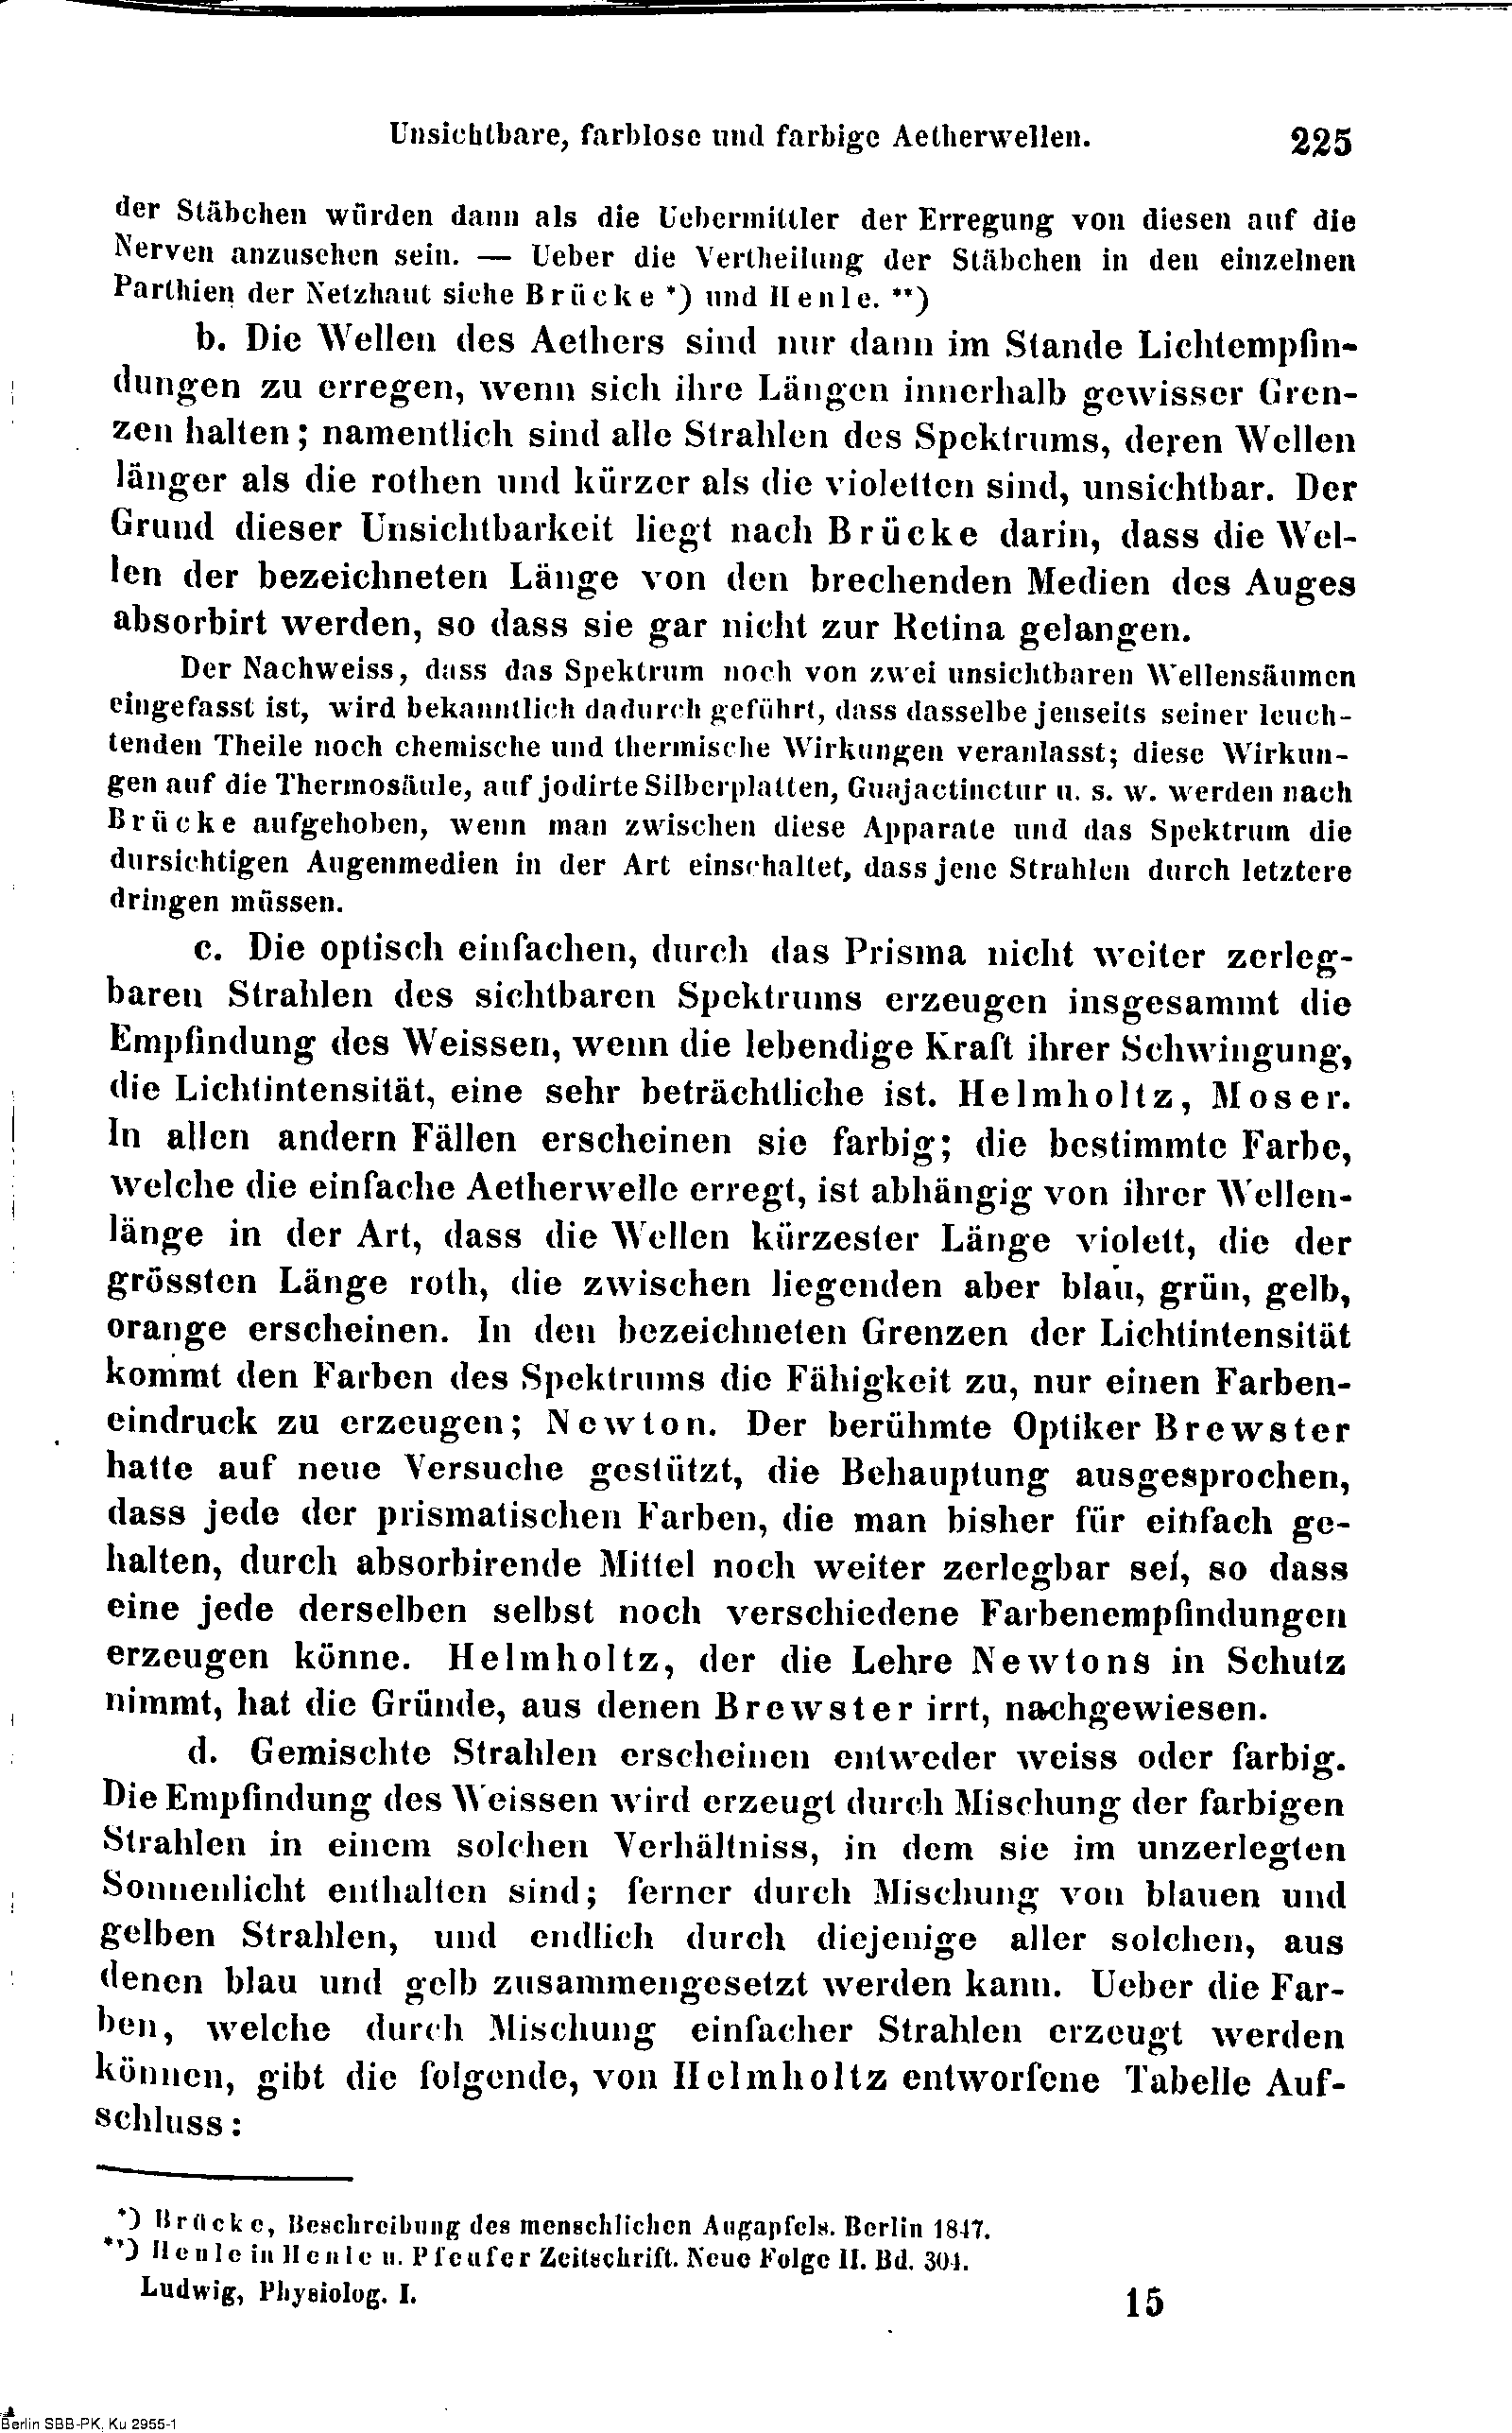 Unsichtbare, farblose und farbige Aetherwellen. 225
der Stäbchen würden dann als die Uebermittler der Erregung von diesen auf die
Nerven anzusehen sein. — Ueber die Vertheilung der Stäbchen in den einzelnen
Parthien der Netzhaut siehe Brücke *) und Henle. **)
b. Die Wellen des Aethers sind nur dann im Stande Lichtempfin-
dungen zu erregen, wenn sich ihre Längen innerhalb gewisser Gren-
zen halten; namentlich sind alle Strahlen des Spektrums, deren Wellen
länger als die rothen und kürzer als die violetten sind, unsichtbar. Der
Grund dieser Unsichtbarkeit liegt nach Brücke darin, dass die Wel-
len der bezeichneten Länge von den brechenden Medien des Auges
absorbirt werden, so dass sie gar nicht zur Retina gelangen.
Der Nachweiss, dass das Spektrum noch von zwei unsichtbaren Wellensäumen
eingefasst ist, wird bekanntlich dadurch geführt, dass dasselbe jenseits seiner leuch-
tenden Theile noch chemische und thermische Wirkungen veranlasst; diese Wirkun-
gen auf die Thermosäule, auf jodirte Silberplatten, Guajactinctur u. s. w. werden nach
Brücke aufgehoben, wenn man zwischen diese Apparate und das Spektrum die
dursichtigen Augenmedien in der Art einschaltet, dass jene Strahlen durch letztere
dringen müssen.
c. Die optisch einfachen, durch das Prisma nicht weiter zerleg-
baren Strahlen des sichtbaren Spektrums erzeugen insgesammt die
Empfindung des Weissen, wenn die lebendige Kraft ihrer Schwingung,
die Lichtintensität, eine sehr beträchtliche ist. Helmholtz, Moser.
In allen andern Fällen erscheinen sie farbig; die bestimmte Farbe,
welche die einfache Aetherwelle erregt, ist abhängig von ihrer Wellen-
länge in der Art, dass die Wellen kürzester Länge violett, die der
grössten Länge roth, die zwischen liegenden aber blau, grün, gelb,
orange erscheinen. In den bezeichneten Grenzen der Lichtintensität
kommt den Farben des Spektrums die Fähigkeit zu, nur einen Farben-
eindruck zu erzeugen; Newton. Der berühmte Optiker Brewster
hatte auf neue Versuche gestützt, die Behauptung ausgesprochen,
dass jede der prismatischen Farben, die man bisher für einfach ge-
halten, durch absorbirende Mittel noch weiter zerlegbar sei, so dass
eine jede derselben selbst noch verschiedene Farbenempfindungen
erzeugen könne. Helmholtz, der die Lehre Newtons in Schutz
nimmt, hat die Gründe, aus denen Brewster irrt, nachgewiesen.
d. Gemischte Strahlen erscheinen entweder weiss oder farbig.
Die Empfindung des Weissen wird erzeugt durch Mischung der farbigen
Strahlen in einem solchen Verhältniss, in dem sie im unzerlegten
Sonnenlicht enthalten sind; ferner durch Mischung von blauen und
gelben Strahlen, und endlich durch diejenige aller solchen, aus
denen blau und gelb zusammengesetzt werden kann. Ueber die Far-
ben, welche durch Mischung einfacher Strahlen erzeugt werden
können, gibt die folgende, von Helmholtz entworfene Tabelle Auf-
schluss:
*) Brücke, Beschreibung des menschlichen Augapfels. Berlin 1847.
**) Henle in Henle u. Pfeufer Zeitschrift. Neue Folge II. Bd. 304.
Ludwig, Physiolog. I. 15
Berlin SBB-PK, Ku 2955-1